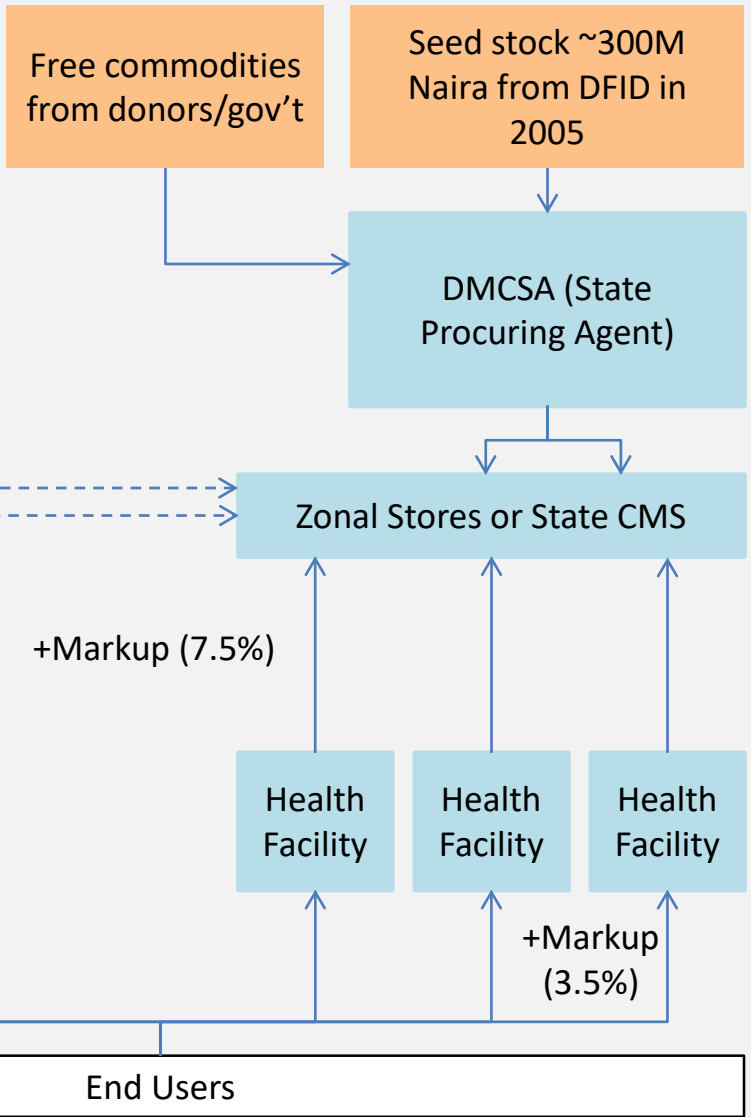 Free commodities
from donors/gov’t
Seed stock ~300M
Naira from DFID in
2005
DMCSA (State
Procuring Agent)
Zonal Stores or State CMS
+Markup (7.5%)
Health
Facility
Health
Facility
Health
Facility
+Markup
(3.5%)
End Users